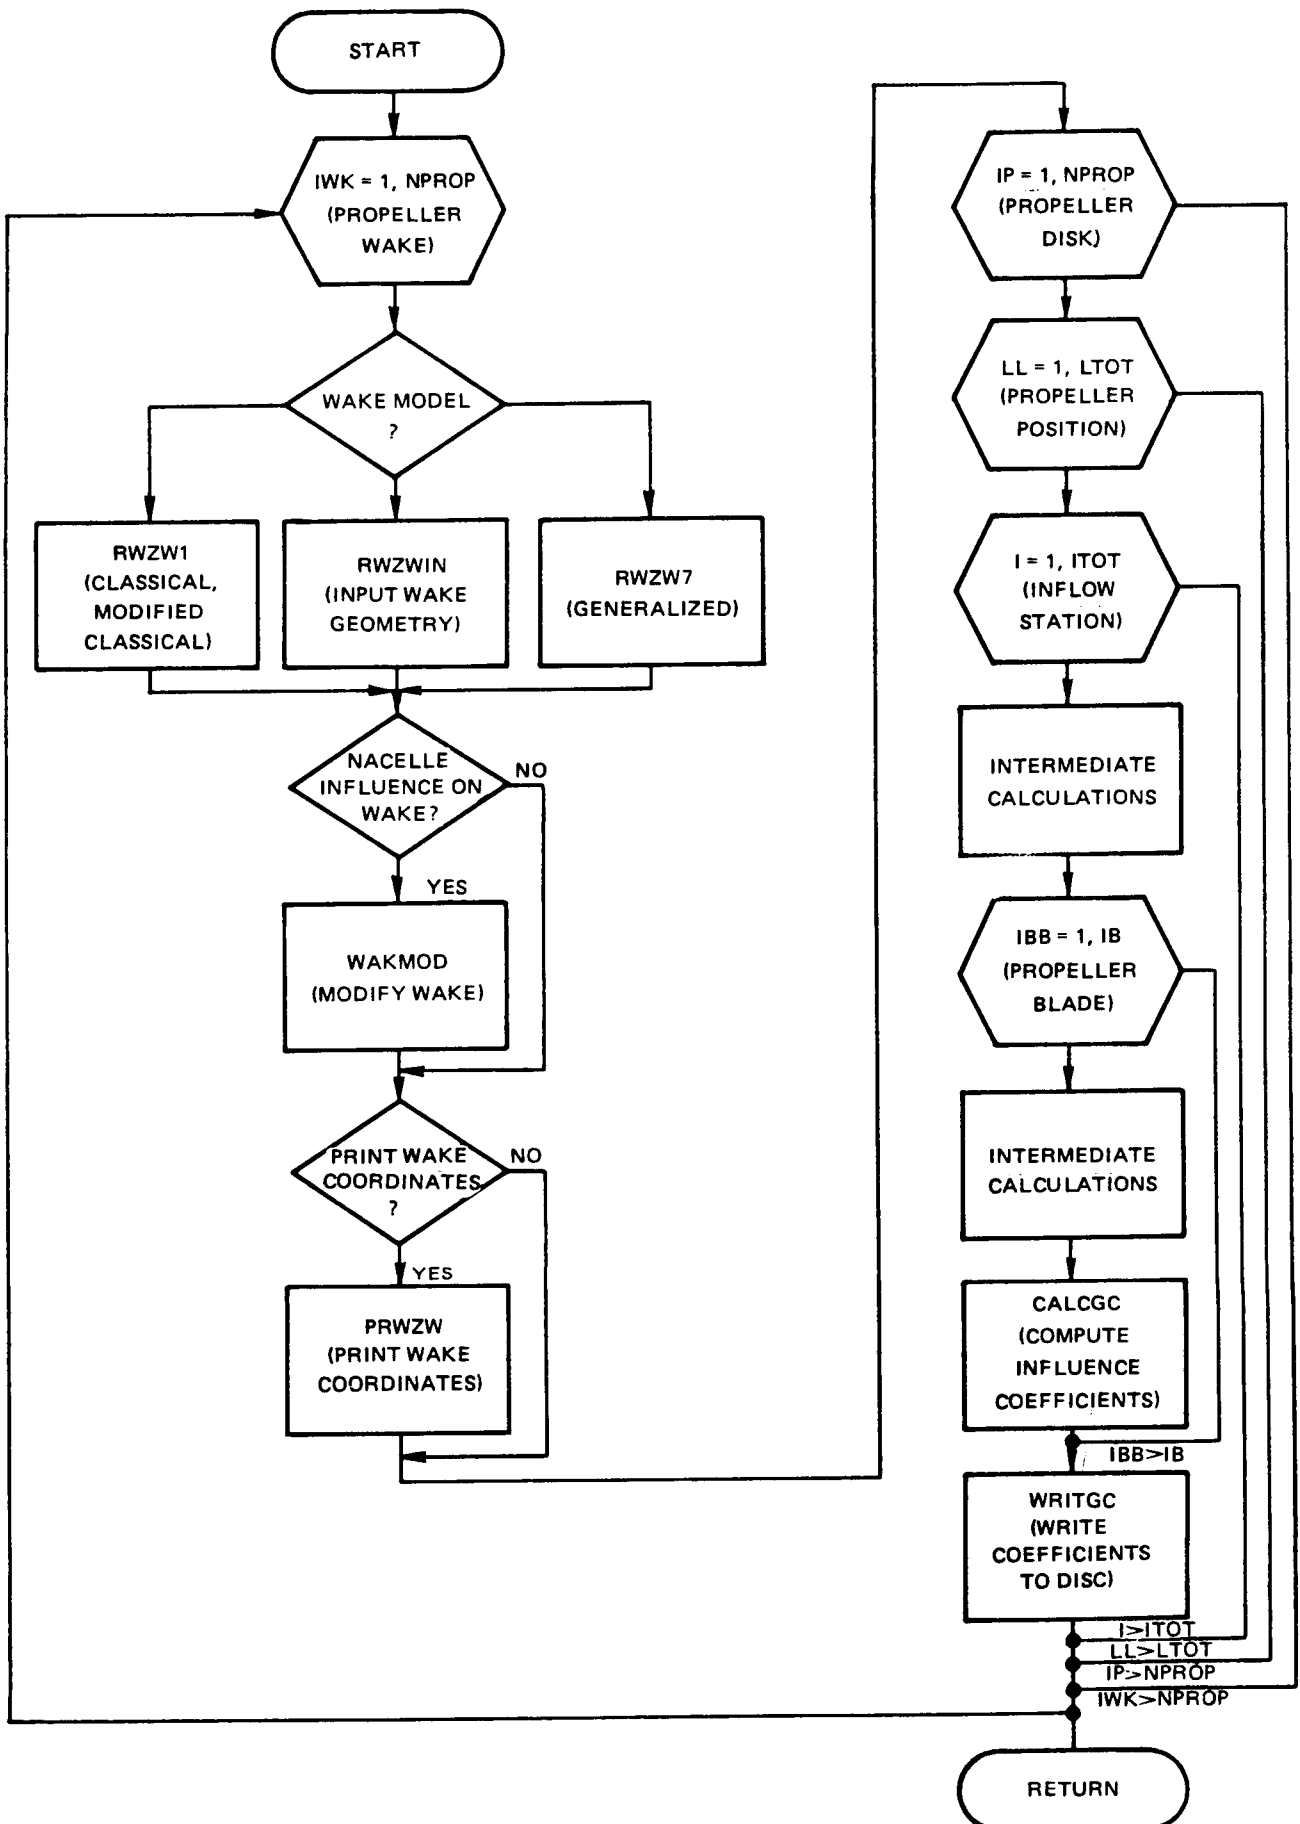 START
IWK = 1, NPROP
(PROPELLER
WAKE)
WAKE MODEL
?
RWZW1
(CLASSICAL,
MODIFIED
CLASSICAL)
RWZWIN
(INPUT WAKE
GEOMETRY)
RWZW7
(GENERALIZED)
NACELLE
INFLUENCE ON
WAKE?
NO
YES
WAKMOD
(MODIFY WAKE)
PRINT WAKE
COORDINATES
?
NO
YES
PRWZW
(PRINT WAKE
COORDINATES)
IP = 1, NPROP
(PROPELLER
DISK)
LL = 1, LTOT
(PROPELLER
POSITION)
I = 1, ITOT
(INFLOW
STATION)
INTERMEDIATE
CALCULATIONS
IBB = 1, IB
(PROPELLER
BLADE)
INTERMEDIATE
CALCULATIONS
CALCGC
(COMPUTE
INFLUENCE
COEFFICIENTS)
IBB>IB
WRITGC
(WRITE
COEFFICIENTS
TO DISC)
I>ITOT
LL>LTOT
IP>NPROP
IWK>NPROP
RETURN